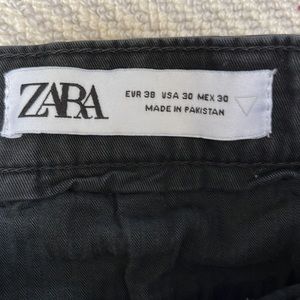 ZARA
EUR 38 USA 30 MEX 30
MADE IN PAKISTAN